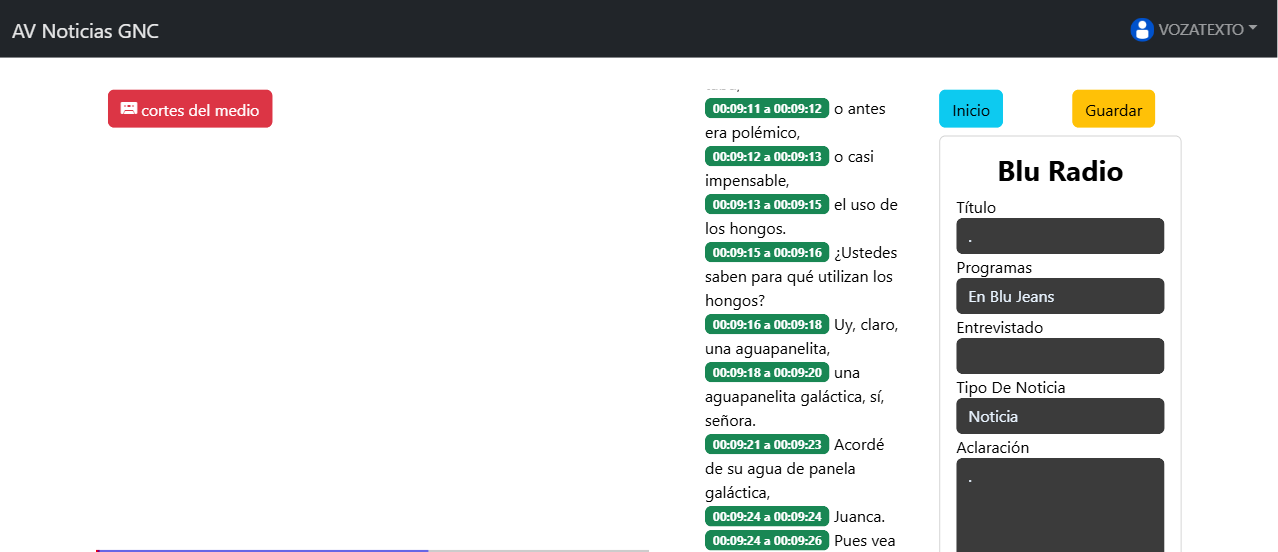 AV Noticias GNC
VOZATEXTO
cortes del medio
00:09:11 a 00:09:12 o antes
era polémico,
00:09:12 a 00:09:13 o casi
impensable,
00:09:13 a 00:09:15 el uso de
los hongos.
00:09:15 a 00:09:16 ¿Ustedes
saben para qué utilizan los
hongos?
00:09:16 a 00:09:18 Uy, claro,
una aguapanelita,
00:09:18 a 00:09:20 una
aguapanelita galáctica, sí,
señora.
00:09:21 a 00:09:23 Acordé
de su agua de panela
galáctica,
00:09:24 a 00:09:24 Juanca.
00:09:24 a 00:09:26 Pues vea
Inicio
Guardar
Blu Radio
Título
.
Programas
En Blu Jeans
Entrevistado
Tipo De Noticia
Noticia
Aclaración
.